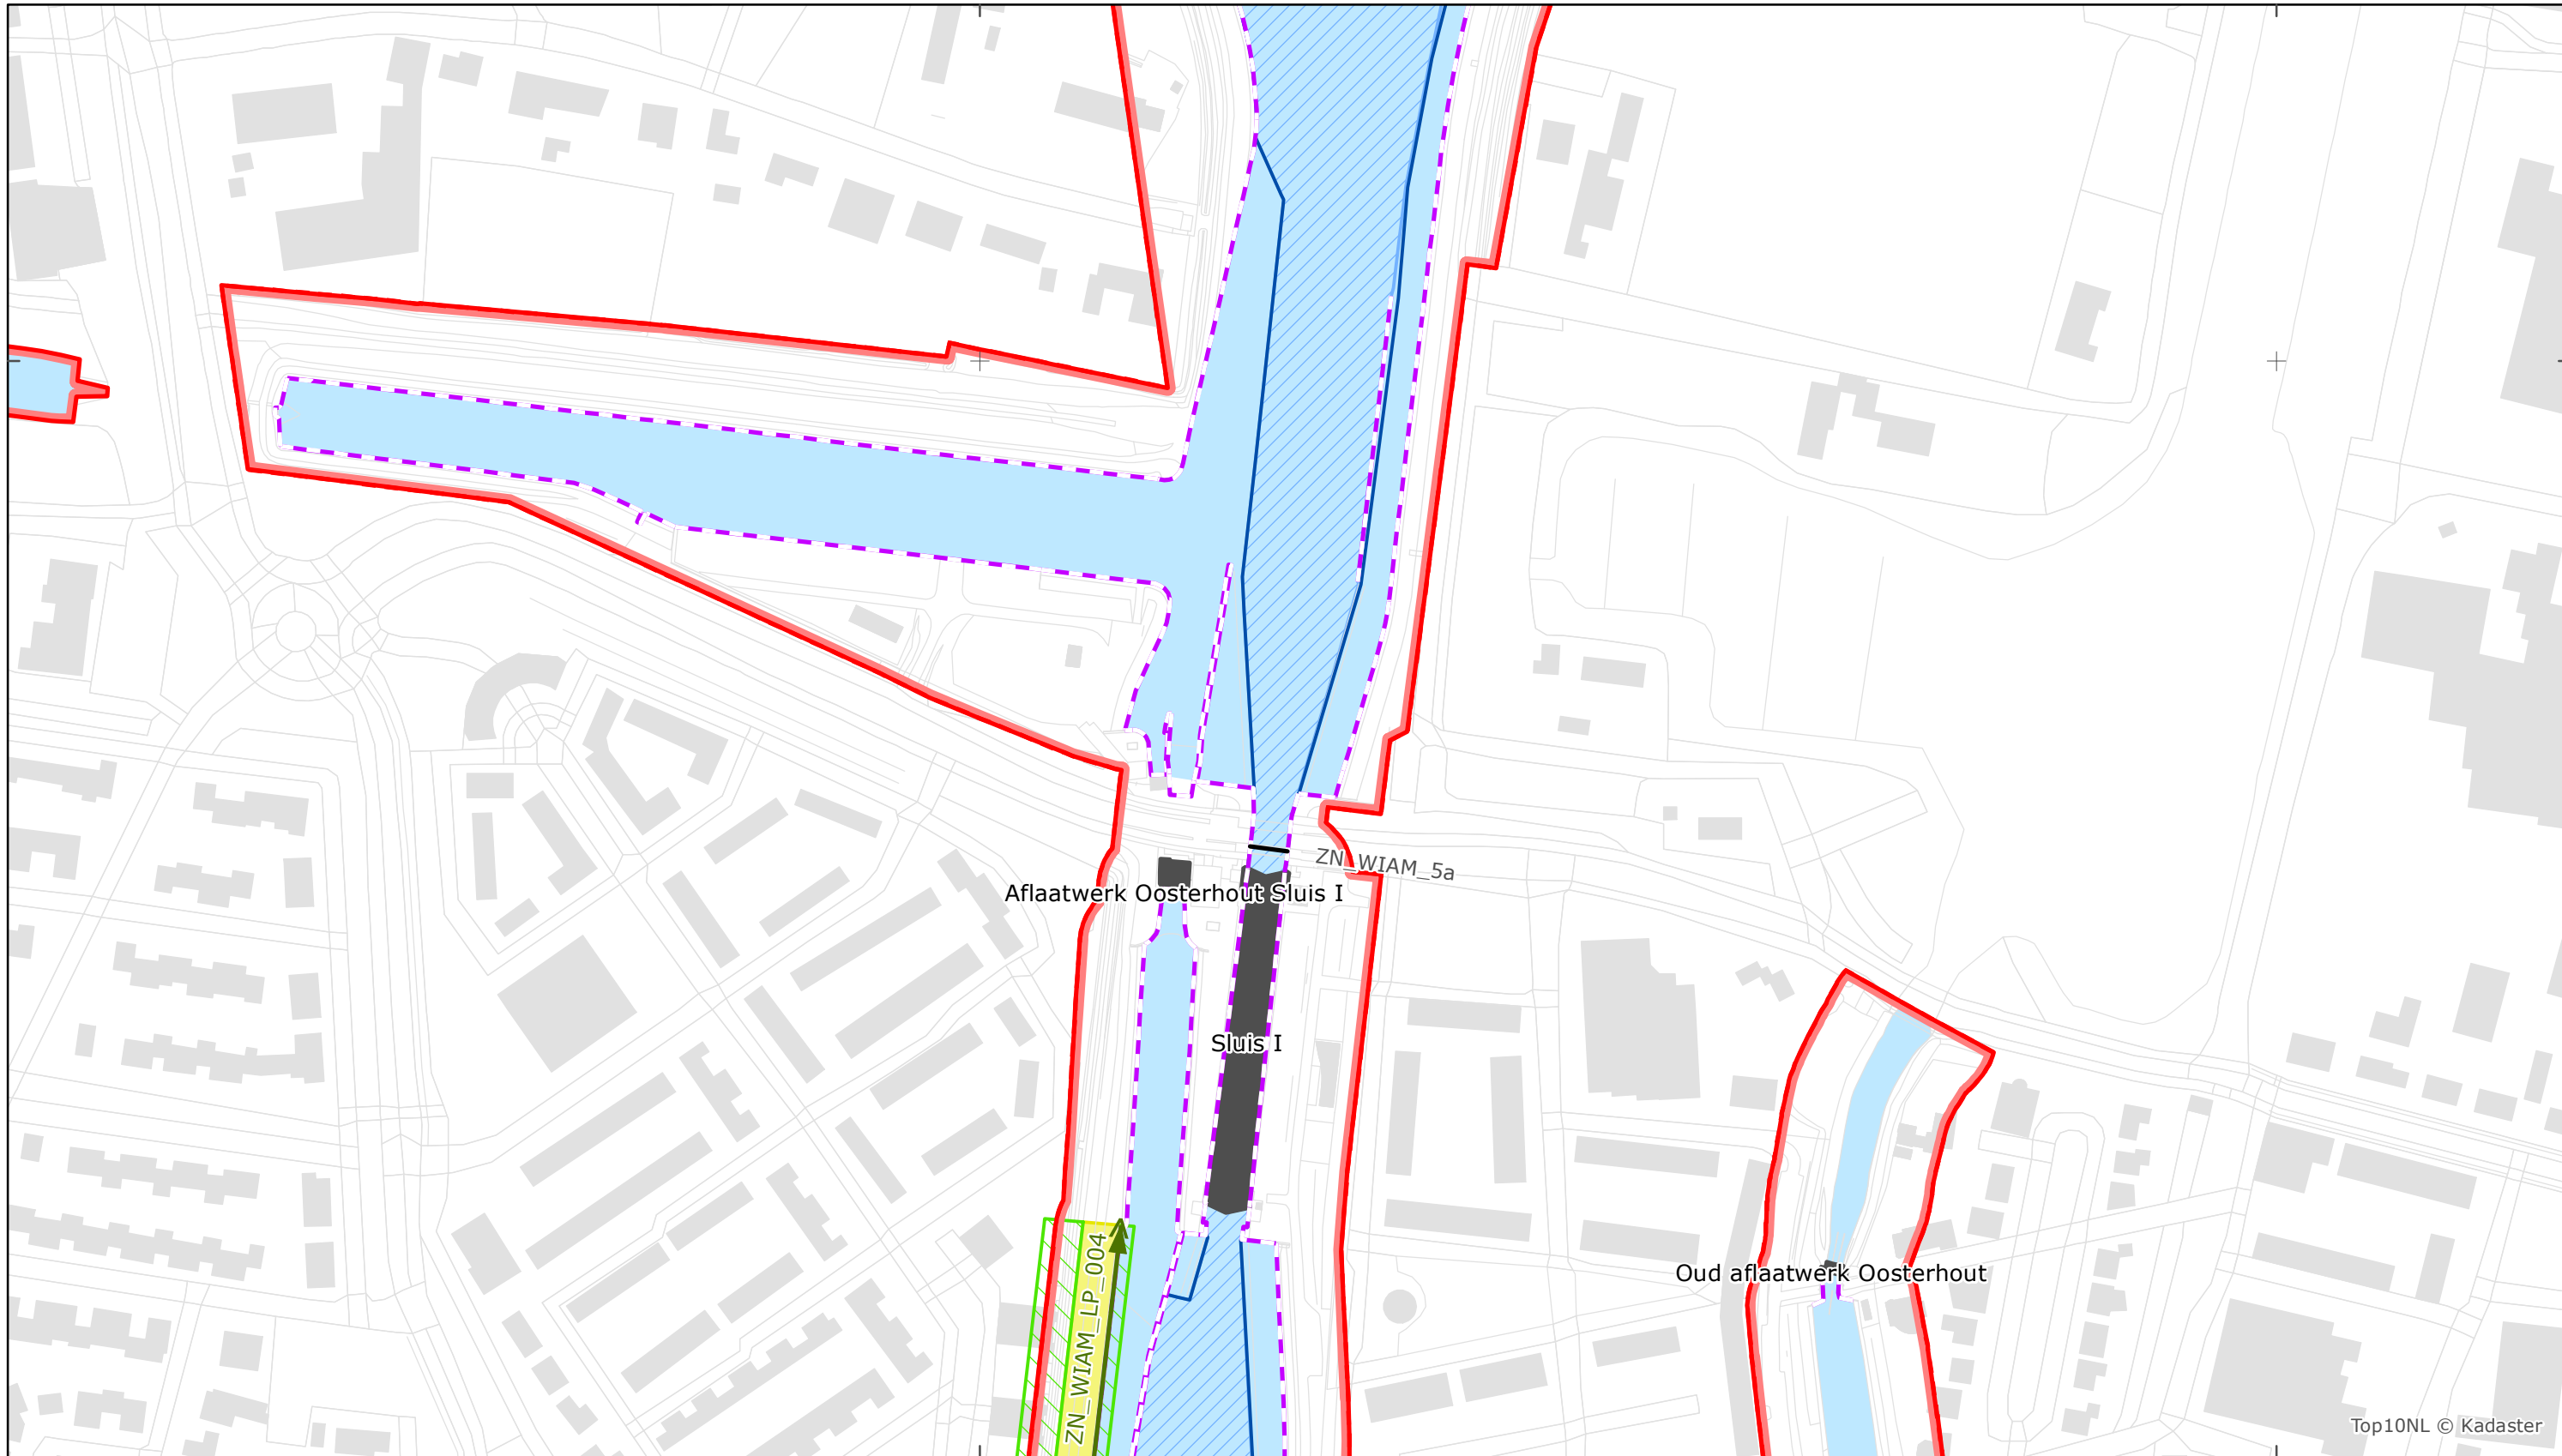 ZN_WIAM_5a
Aflaatwerk Oosterhout Sluis I
Sluis I
ZN_WIAM_LP_004
Oud aflaatwerk Oosterhout
Top10NL © Kadaster